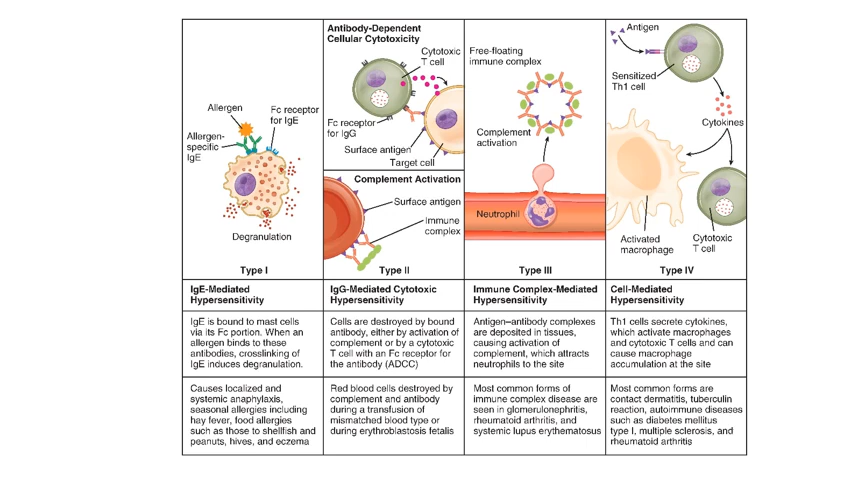 Allergen
Fc receptor
for IgE
Allergen-
specific
IgE
Degranulation
Type I
Antibody-Dependent
Cellular Cytotoxicity
Cytotoxic
T cell
Fc receptor
for IgG
Surface antigen
Target cell
Complement Activation
Surface antigen
Immune
complex
Type II
Free-floating
immune complex
Complement
activation
Neutrophil
Type III
Antigen
Sensitized
Th1 cell
Cytokines
Activated
macrophage
Cytotoxic
T cell
Type IV
IgE-Mediated
Hypersensitivity
IgG-Mediated Cytotoxic
Hypersensitivity
Immune Complex-Mediated
Hypersensitivity
Cell-Mediated
Hypersensitivity
IgE is bound to mast cells
via its Fc portion. When an
allergen binds to these
antibodies, crosslinking of
IgE induces degranulation.
Cells are destroyed by bound
antibody, either by activation of
complement or by a cytotoxic
T cell with an Fc receptor for
the antibody (ADCC)
Antigen–antibody complexes
are deposited in tissues,
causing activation of
complement, which attracts
neutrophils to the site
Th1 cells secrete cytokines,
which activate macrophages
and cytotoxic T cells and can
cause macrophage
accumulation at the site
Causes localized and
systemic anaphylaxis,
seasonal allergies including
hay fever, food allergies
such as those to shellfish and
peanuts, hives, and eczema
Red blood cells destroyed by
complement and antibody
during a transfusion of
mismatched blood type or
during erythroblastosis fetalis
Most common forms of
immune complex disease are
seen in glomerulonephritis,
rheumatoid arthritis, and
systemic lupus erythematosus
Most common forms are
contact dermatitis, tuberculin
reaction, autoimmune diseases
such as diabetes mellitus
type I, multiple sclerosis, and
rheumatoid arthritis